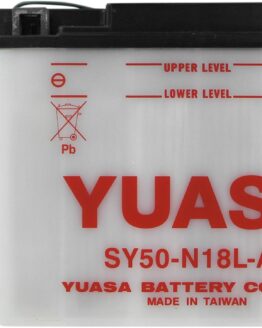 UPPER LEVEL
LOWER LEVEL
Pb
YUAS
SY50-N18L-A
YUASA BATTERY CO
MADE IN TAIWAN